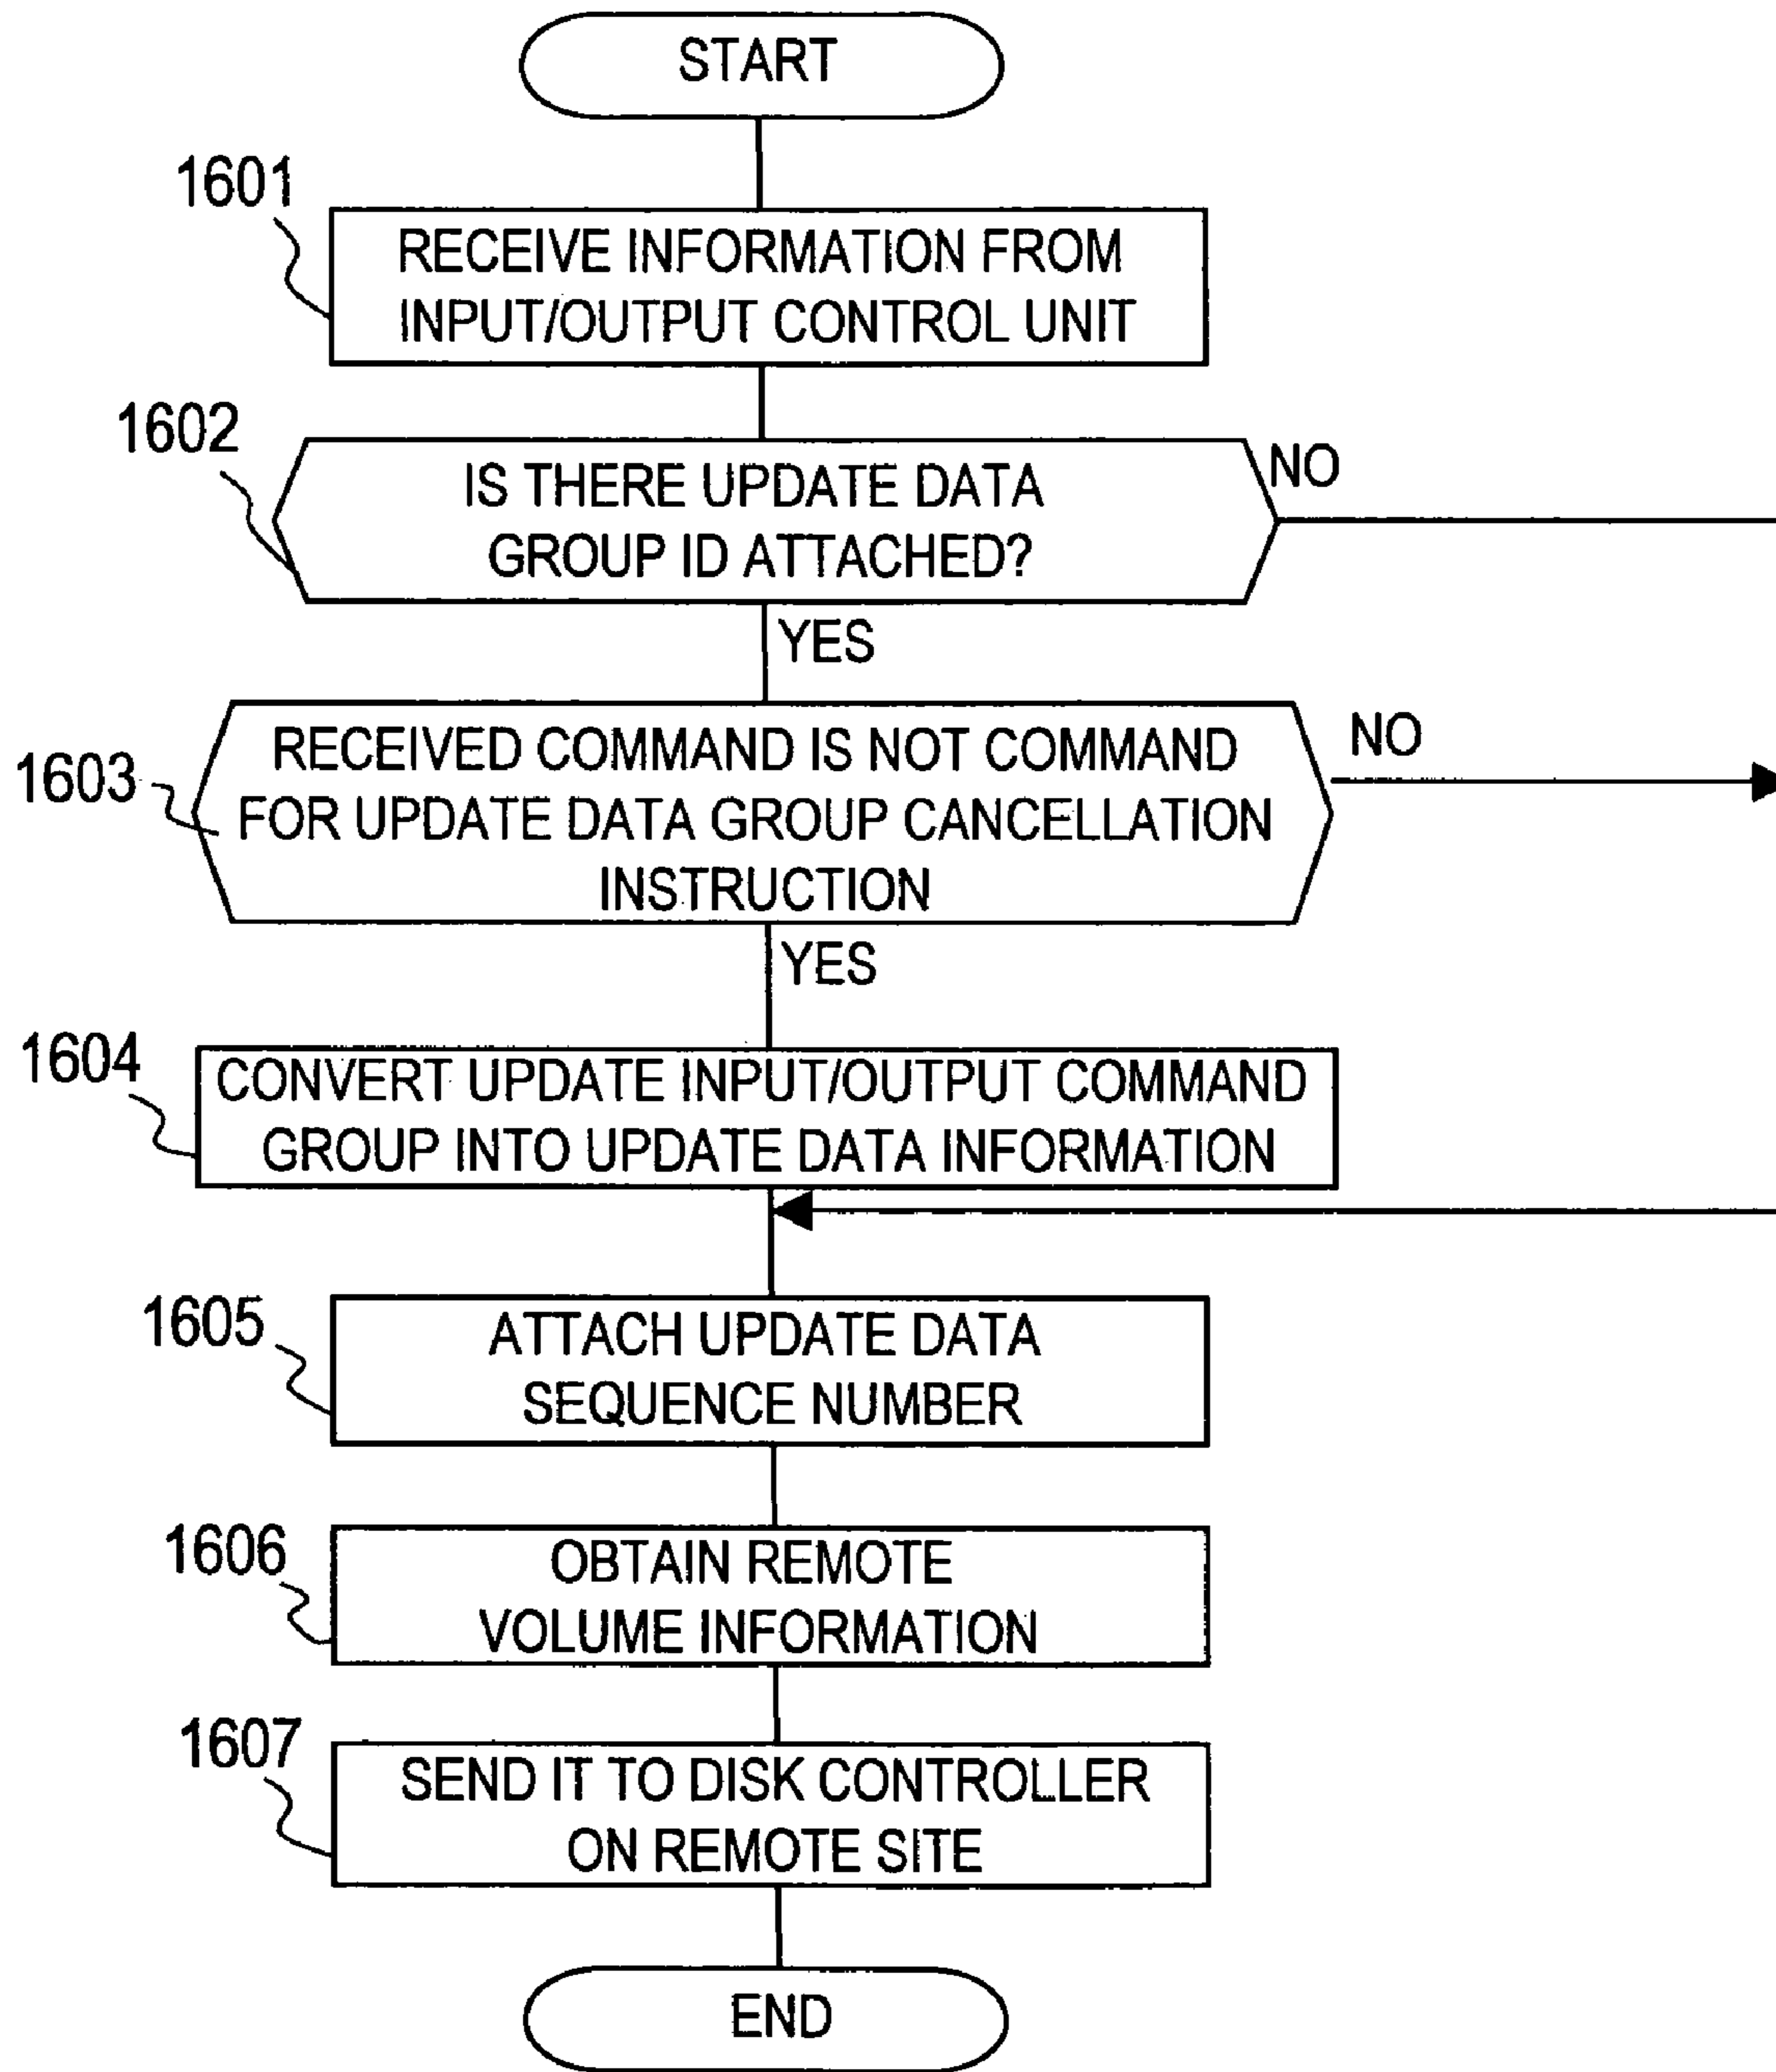 START
1601
RECEIVE INFORMATION FROM
INPUT/OUTPUT CONTROL UNIT
1602
IS THERE UPDATE DATA
GROUP ID ATTACHED?
NO
YES
1603
RECEIVED COMMAND IS NOT COMMAND
FOR UPDATE DATA GROUP CANCELLATION
INSTRUCTION
NO
YES
1604
CONVERT UPDATE INPUT/OUTPUT COMMAND
GROUP INTO UPDATE DATA INFORMATION
1605
ATTACH UPDATE DATA
SEQUENCE NUMBER
1606
OBTAIN REMOTE
VOLUME INFORMATION
1607
SEND IT TO DISK CONTROLLER
ON REMOTE SITE
END